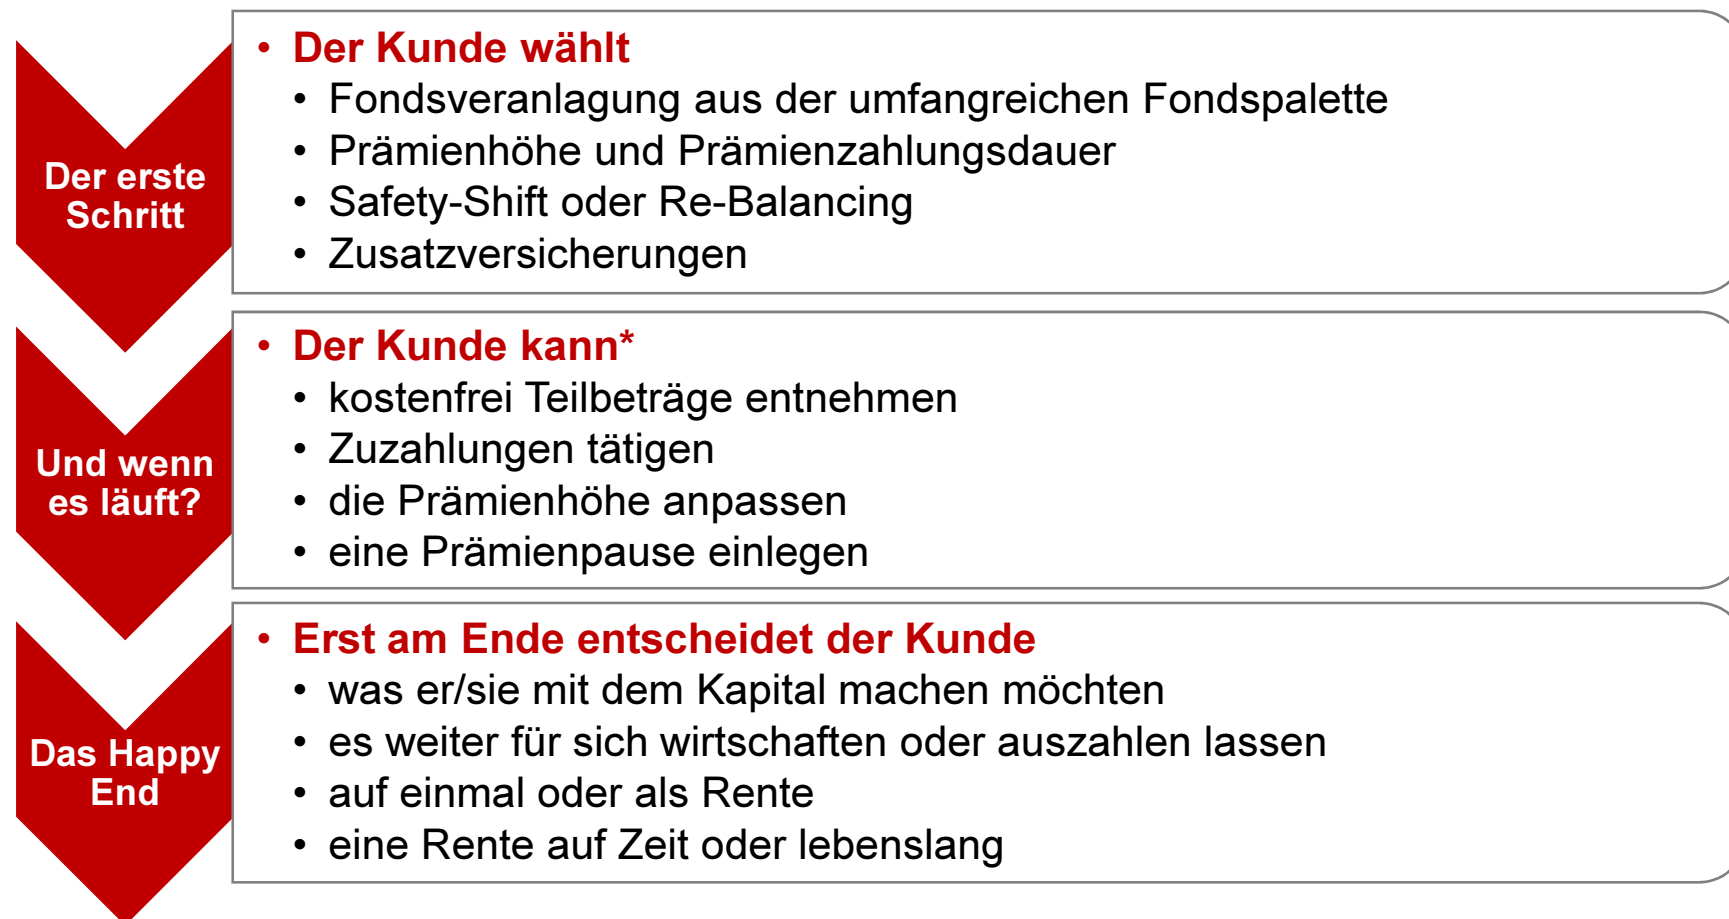 Der erste
Schritt
• Der Kunde wählt
• Fondsveranlagung aus der umfangreichen Fondspalette
• Prämienhöhe und Prämienzahlungsdauer
• Safety-Shift oder Re-Balancing
• Zusatzversicherungen
Und wenn
es läuft?
• Der Kunde kann*
• kostenfrei Teilbeträge entnehmen
• Zuzahlungen tätigen
• die Prämienhöhe anpassen
• eine Prämienpause einlegen
Das Happy
End
• Erst am Ende entscheidet der Kunde
• was er/sie mit dem Kapital machen möchten
• es weiter für sich wirtschaften oder auszahlen lassen
• auf einmal oder als Rente
• eine Rente auf Zeit oder lebenslang